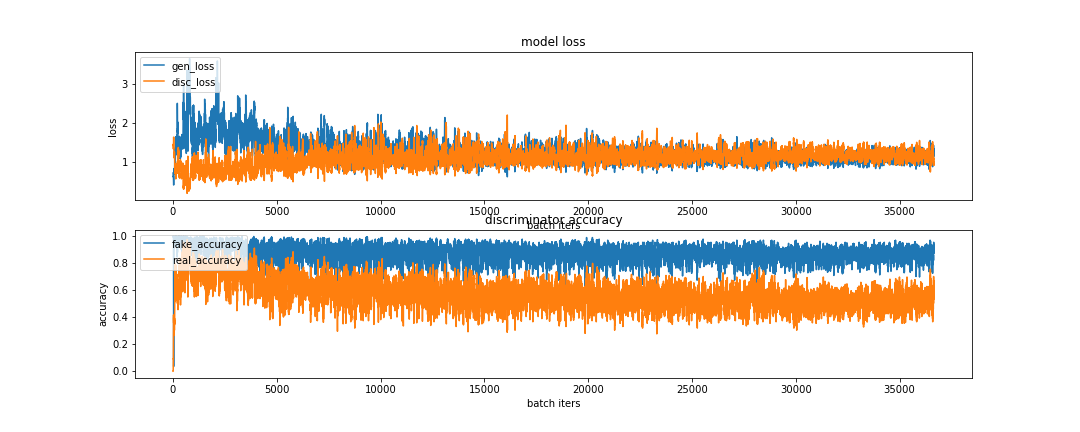 model loss
gen_loss
disc_loss
3
2
1
loss
0 5000 10000 15000 20000 25000 30000 35000
batch iters
discriminator accuracy
fake_accuracy
real_accuracy
1.0
0.8
0.6
0.4
0.2
0.0
accuracy
0 5000 10000 15000 20000 25000 30000 35000
batch iters